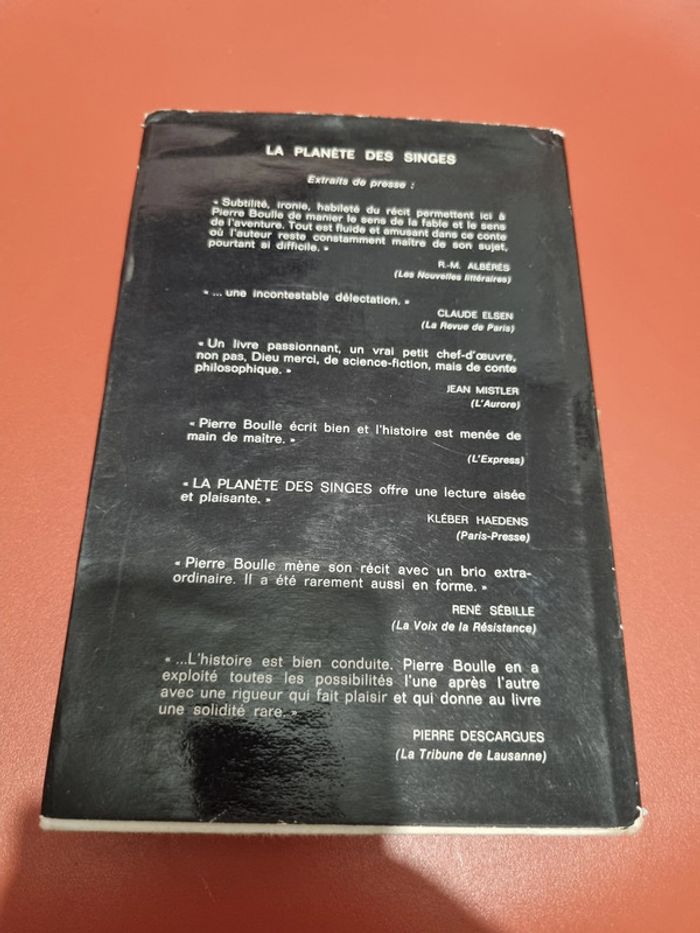 LA PLANÈTE DES SINGES
Extraits de presse :
« Subtilité, ironie, habileté du récit permettent ici à
Pierre Boulle de manier le sens de la fable et le sens
de l'aventure. Tout est fluide et amusant dans ce conte
où l'auteur reste constamment maître de son sujet,
pourtant si difficile. »
R.-M. ALBÉRÈS
(Les Nouvelles littéraires)
« ... une incontestable délectation. »
CLAUDE ELSEN
(La Revue de Paris)
« Un livre passionnant, un vrai petit chef-d'œuvre,
non pas, Dieu merci, de science-fiction, mais de conte
philosophique. »
JEAN MISTLER
(L'Aurore)
« Pierre Boulle écrit bien et l'histoire est menée de
main de maître. »
(L'Express)
« LA PLANÈTE DES SINGES offre une lecture aisée
et plaisante. »
KLÉBER HAEDENS
(Paris-Presse)
« Pierre Boulle mène son récit avec un brio extra-
ordinaire. Il a été rarement aussi en forme. »
RENÉ SÉBILLE
(La Voix de la Résistance)
« ...L'histoire est bien conduite. Pierre Boulle en a
exploité toutes les possibilités l'une après l'autre
avec une rigueur qui fait plaisir et qui donne au livre
une solidité rare. »
PIERRE DESCARGUES
(La Tribune de Lausanne)